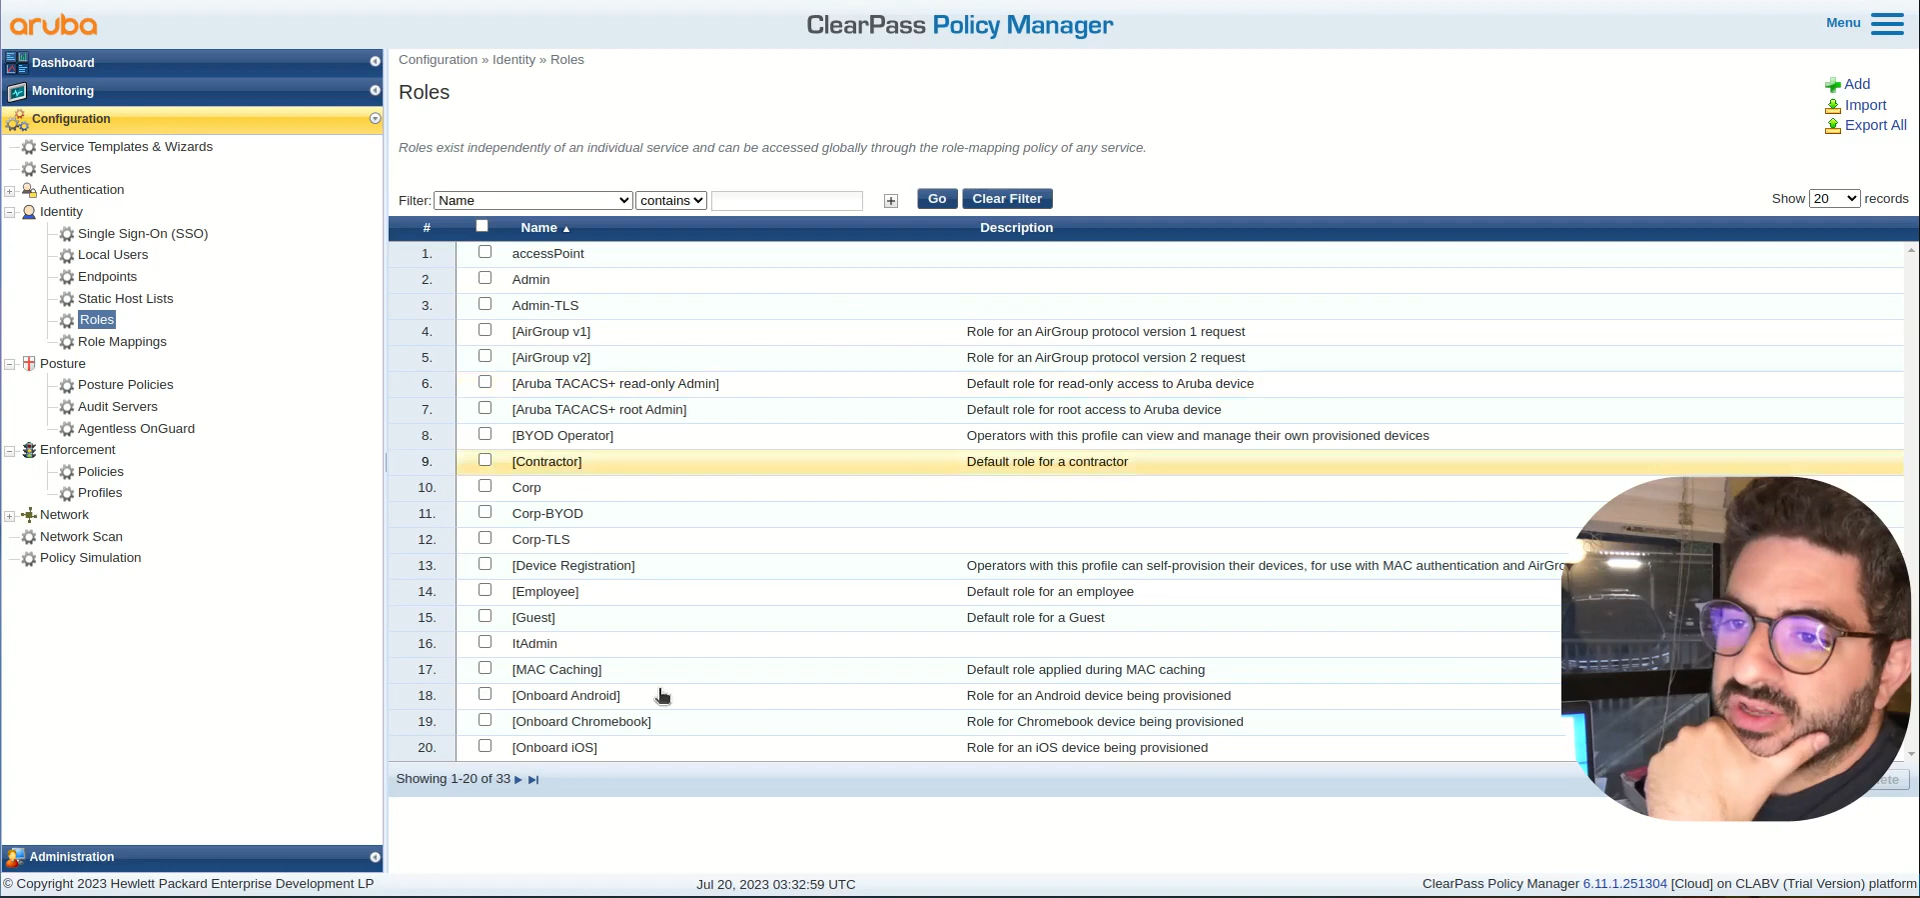 aruba
ClearPass Policy Manager
Menu
Dashboard
Monitoring
Configuration
Service Templates & Wizards
Services
Authentication
Identity
Single Sign-On (SSO)
Local Users
Endpoints
Static Host Lists
Roles
Role Mappings
Posture
Posture Policies
Audit Servers
Agentless OnGuard
Enforcement
Policies
Profiles
Network
Network Scan
Policy Simulation
Administration
Configuration » Identity » Roles
Roles
Add
Import
Export All
Roles exist independently of an individual service and can be accessed globally through the role-mapping policy of any service.
Filter: Name contains Go Clear Filter Show 20 records
# Name ▲ Description
1. accessPoint
2. Admin
3. Admin-TLS
4. [AirGroup v1] Role for an AirGroup protocol version 1 request
5. [AirGroup v2] Role for an AirGroup protocol version 2 request
6. [Aruba TACACS+ read-only Admin] Default role for read-only access to Aruba device
7. [Aruba TACACS+ root Admin] Default role for root access to Aruba device
8. [BYOD Operator] Operators with this profile can view and manage their own provisioned devices
9. [Contractor] Default role for a contractor
10. Corp
11. Corp-BYOD
12. Corp-TLS
13. [Device Registration] Operators with this profile can self-provision their devices, for use with MAC authentication and
14. [Employee] Default role for an employee
15. [Guest] Default role for a Guest
16. ItAdmin
17. [MAC Caching] Default role applied during MAC caching
18. [Onboard Android] Role for an Android device being provisioned
19. [Onboard Chromebook] Role for Chromebook device being provisioned
20. [Onboard iOS] Role for an iOS device being provisioned
Showing 1-20 of 33
© Copyright 2023 Hewlett Packard Enterprise Development LP
Jul 20, 2023 03:32:59 UTC
ClearPass Policy Manager 6.11.1.251304 [Cloud] on CLABV (Trial Version) platform